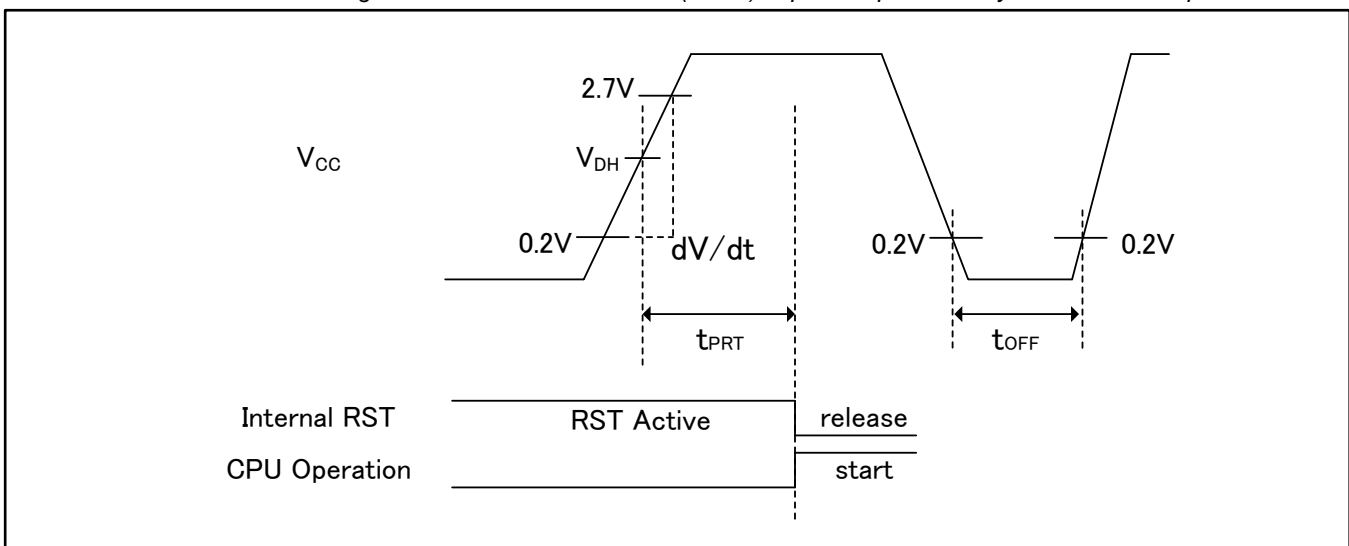 2.7V
VCC
VDH
0.2V
dV/dt
0.2V
0.2V
tPRT
tOFF
Internal RST
RST Active
release
CPU Operation
start